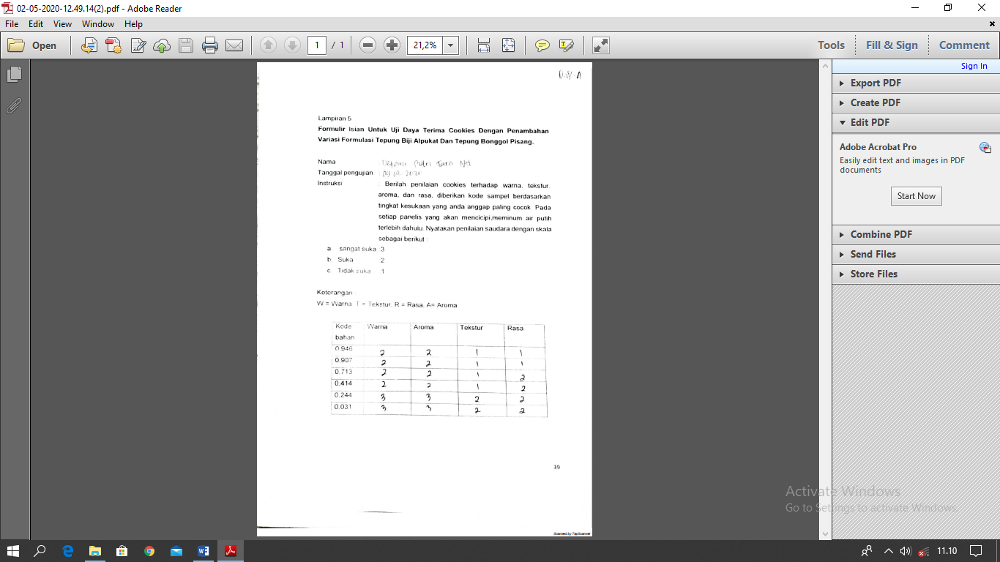 02-05-2020-12.49.14(2).pdf - Adobe Reader
File Edit View Window Help
Open 1 / 1 21,2% Tools Fill & Sign Comment
Sign In
Export PDF
Create PDF
Edit PDF
Adobe Acrobat Pro
Easily edit text and images in PDF
documents
Start Now
Combine PDF
Send Files
Store Files
Lampiran 5
Formulir Isian Untuk Uji Daya Terima Cookies Dengan Penambahan
Variasi Formulasi Tepung Biji Alpukat Dan Tepung Bonggol Pisang.
Nama : Putri Tara
Tanggal pengujian :
Instruksi : Berilah penilaian cookies terhadap warna, tekstur,
aroma, dan rasa, diberikan kode sampel berdasarkan
tingkat kesukaan yang anda anggap paling cocok. Pada
setiap panelis yang akan mencicipi,meminum air putih
terlebih dahulu. Nyatakan penilaian saudara dengan skala
sebagai berikut :
a sangat suka 3
b. Suka 2
c. Tidak suka 1
Keterangan
W = Warna T = Tekstur, R = Rasa, A= Aroma
Kode bahan Warna Aroma Tekstur Rasa
0.946 2 2 1 1
0.907 2 2 1 1
0.713 2 2 1 2
0.414 2 2 1 2
0.244 3 3 2 2
0.031 3 3 2 2
39
Scanned by TapScanner
Activate Windows
Go to Settings to activate Windows.
11.10